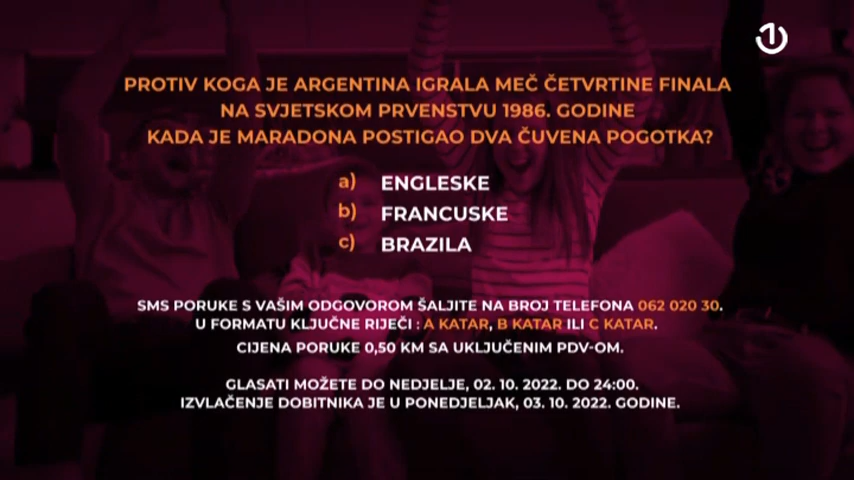 PROTIV KOGA JE ARGENTINA IGRALA MEČ ČETVRTINE FINALA
NA SVJETSKOM PRVENSTVU 1986. GODINE
KADA JE MARADONA POSTIGAO DVA ČUVENA POGOTKA?
a) ENGLESKE
b) FRANCUSKE
c) BRAZILA
SMS PORUKE S VAŠIM ODGOVOROM ŠALJITE NA BROJ TELEFONA 062 020 30.
U FORMATU KLJUČNE RIJEČI : A KATAR, B KATAR ILI C KATAR.
CIJENA PORUKE 0,50 KM SA UKLJUČENIM PDV-OM.
GLASATI MOŽETE DO NEDJELJE, 02. 10. 2022. DO 24:00.
IZVLAČENJE DOBITNIKA JE U PONEDJELJAK, 03. 10. 2022. GODINE.